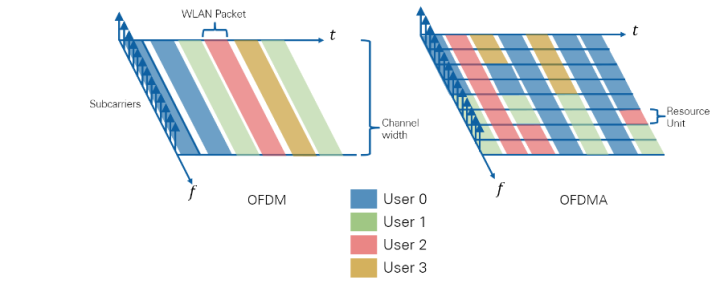 WLAN Packet
t
t
Subcarriers
Channel
width
Resource
Unit
f
f
OFDM
OFDMA
User 0
User 1
User 2
User 3